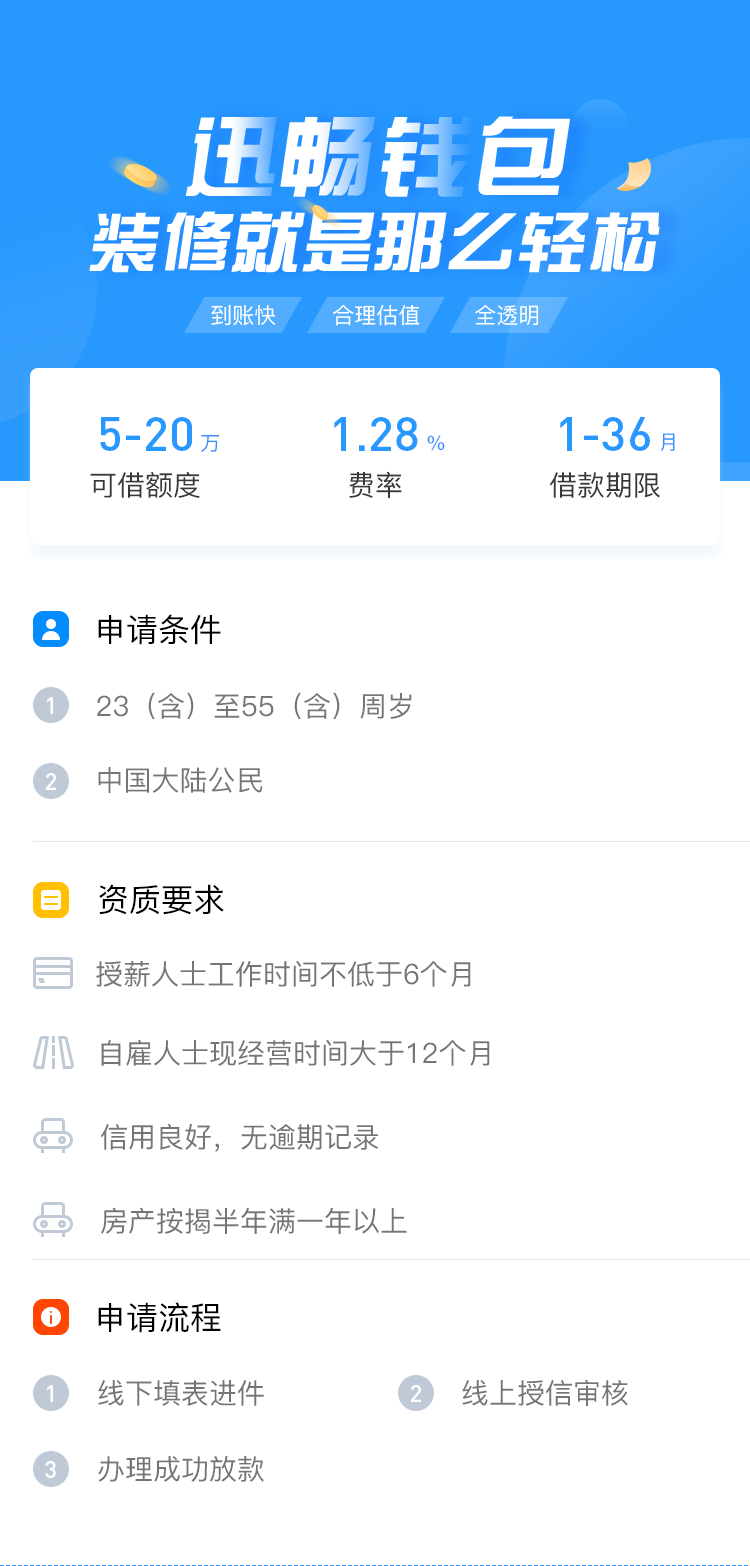 迅畅钱包
装修就是那么轻松
到账快 合理估值 全透明
5-20万 1.28% 1-36月
可借额度 费率 借款期限
申请条件
1 23（含）至55（含）周岁
2 中国大陆公民
资质要求
授薪人士工作时间不低于6个月
自雇人士现经营时间大于12个月
信用良好，无逾期记录
房产按揭半年满一年以上
申请流程
1 线下填表进件 2 线上授信审核
3 办理成功放款